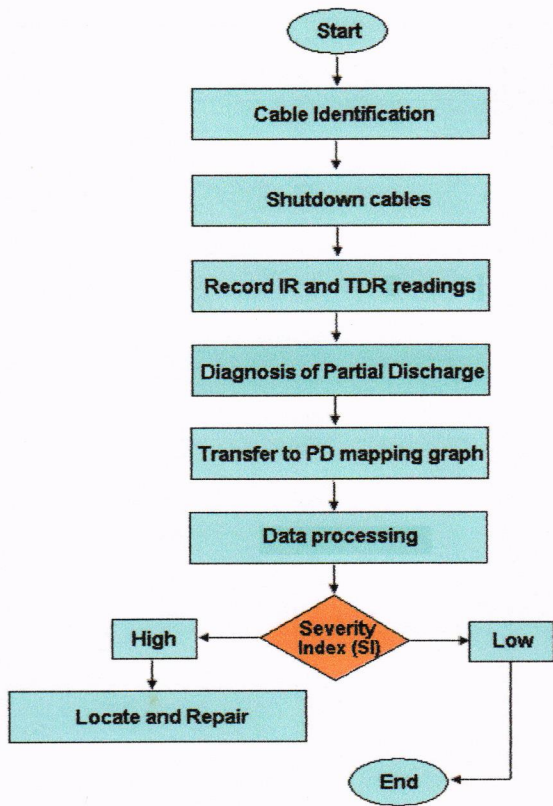 Start
Cable Identification
Shutdown cables
Record IR and TDR readings
Diagnosis of Partial Discharge
Transfer to PD mapping graph
Data processing
Severity
Index (SI)
High
Low
Locate and Repair
End